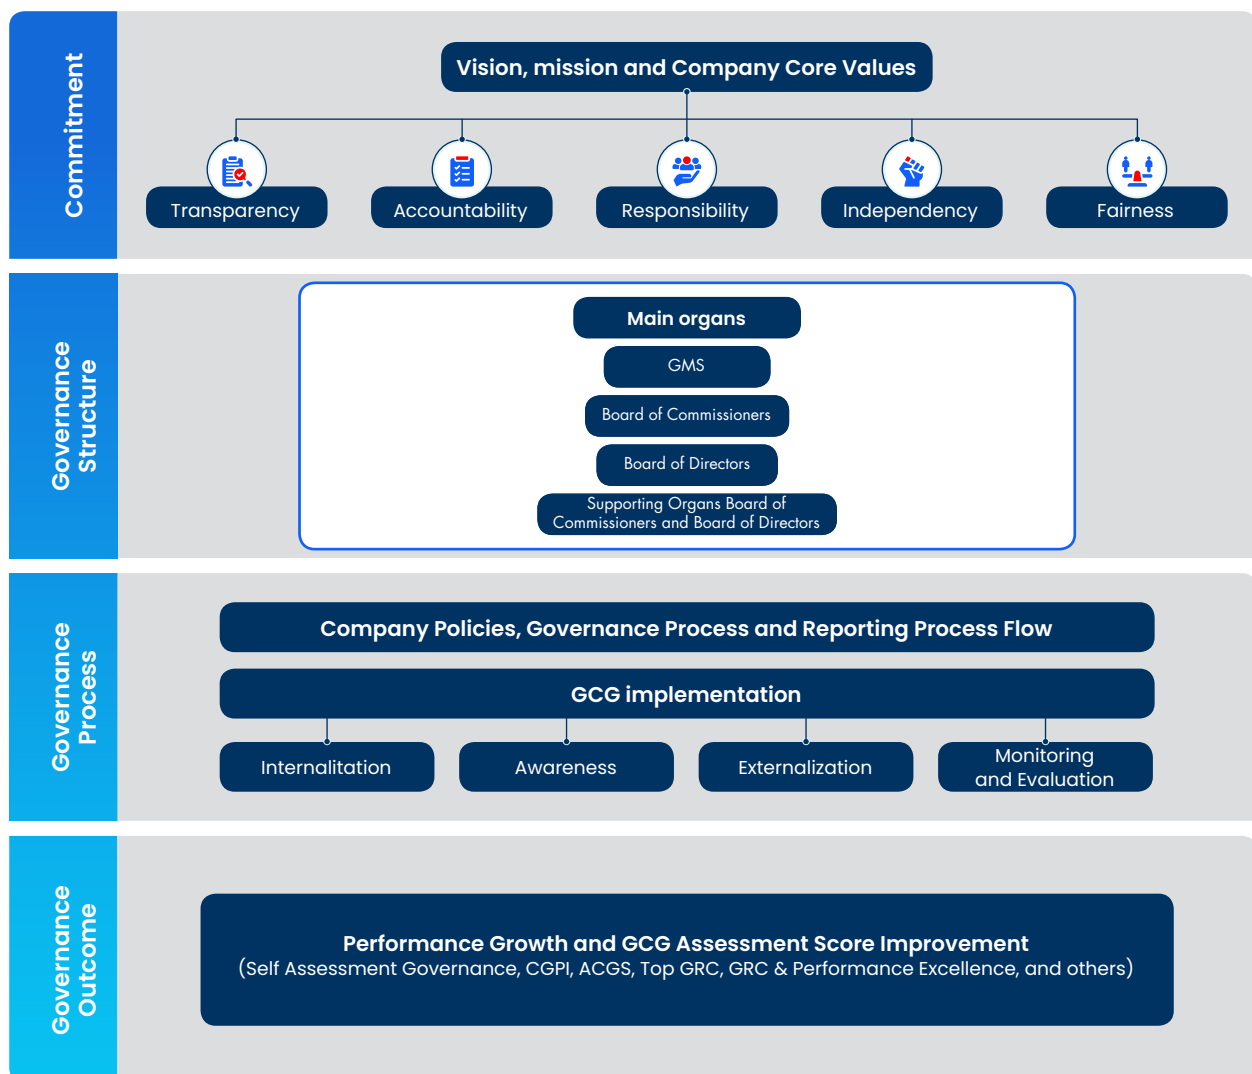 Commitment
Vision, mission and Company Core Values
Transparency
Accountability
Responsibility
Independency
Fairness
Governance
Structure
Main organs
GMS
Board of Commissioners
Board of Directors
Supporting Organs Board of
Commissioners and Board of Directors
Governance
Process
Company Policies, Governance Process and Reporting Process Flow
GCG implementation
Internalitation
Awareness
Externalization
Monitoring
and Evaluation
Governance
Outcome
Performance Growth and GCG Assessment Score Improvement
(Self Assessment Governance, CGPI, ACGS, Top GRC, GRC & Performance Excellence, and others)